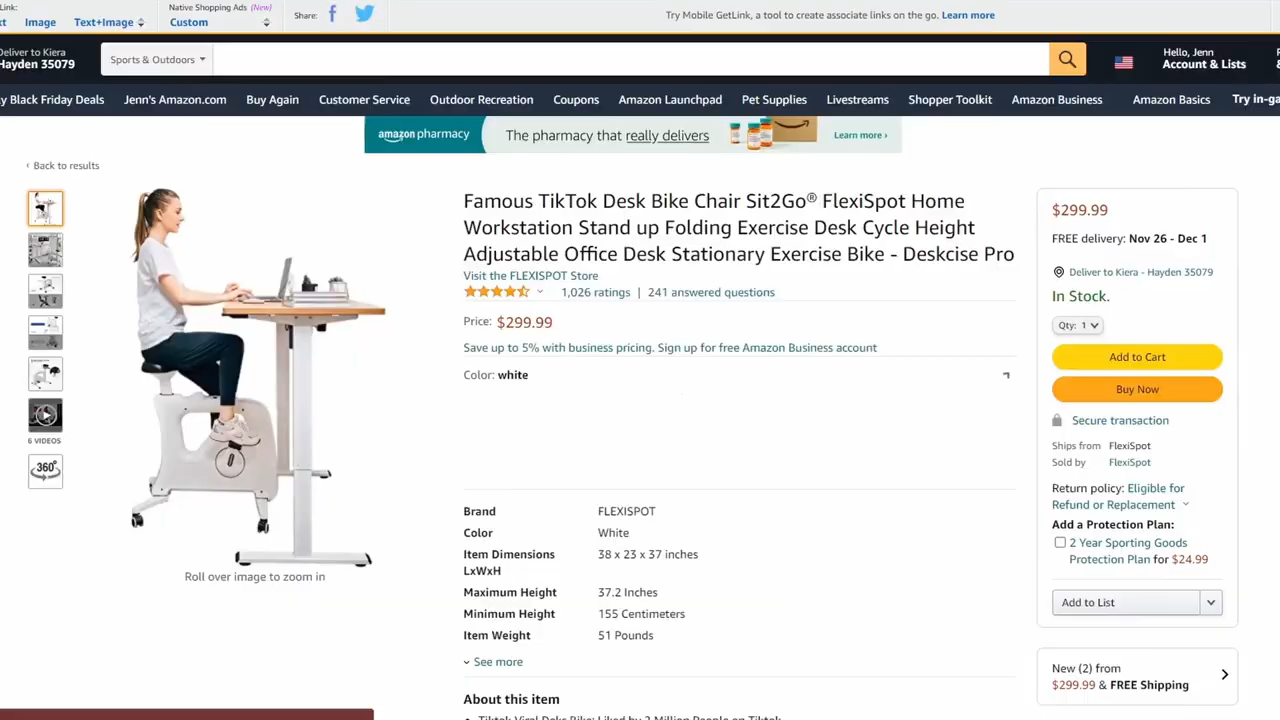 Link:
Native Shopping Ads (New)
Share:
Image
Text+Image
Custom
Try Mobile GetLink, a tool to create associate links on the go. Learn more
Deliver to Kiera
Hayden 35079
Sports & Outdoors
Hello, Jenn
Account & Lists
Black Friday Deals
Jenn's Amazon.com
Buy Again
Customer Service
Outdoor Recreation
Coupons
Amazon Launchpad
Pet Supplies
Livestreams
Shopper Toolkit
Amazon Business
Amazon Basics
Try in-ga
amazon pharmacy
The pharmacy that really delivers
Learn more ›
‹ Back to results
Famous TikTok Desk Bike Chair Sit2Go® FlexiSpot Home
Workstation Stand up Folding Exercise Desk Cycle Height
Adjustable Office Desk Stationary Exercise Bike - Deskcise Pro
Visit the FLEXISPOT Store
1,026 ratings | 241 answered questions
Price: $299.99
Save up to 5% with business pricing. Sign up for free Amazon Business account
Color: white
6 VIDEOS
360°
Roll over image to zoom in
Brand FLEXISPOT
Color White
Item Dimensions 38 x 23 x 37 inches
LxWxH
Maximum Height 37.2 Inches
Minimum Height 155 Centimeters
Item Weight 51 Pounds
See more
About this item
$299.99
FREE delivery: Nov 26 - Dec 1
Deliver to Kiera - Hayden 35079
In Stock.
Qty: 1
Add to Cart
Buy Now
Secure transaction
Ships from FlexiSpot
Sold by FlexiSpot
Return policy: Eligible for
Refund or Replacement
Add a Protection Plan:
2 Year Sporting Goods
Protection Plan for $24.99
Add to List
New (2) from
$299.99 & FREE Shipping